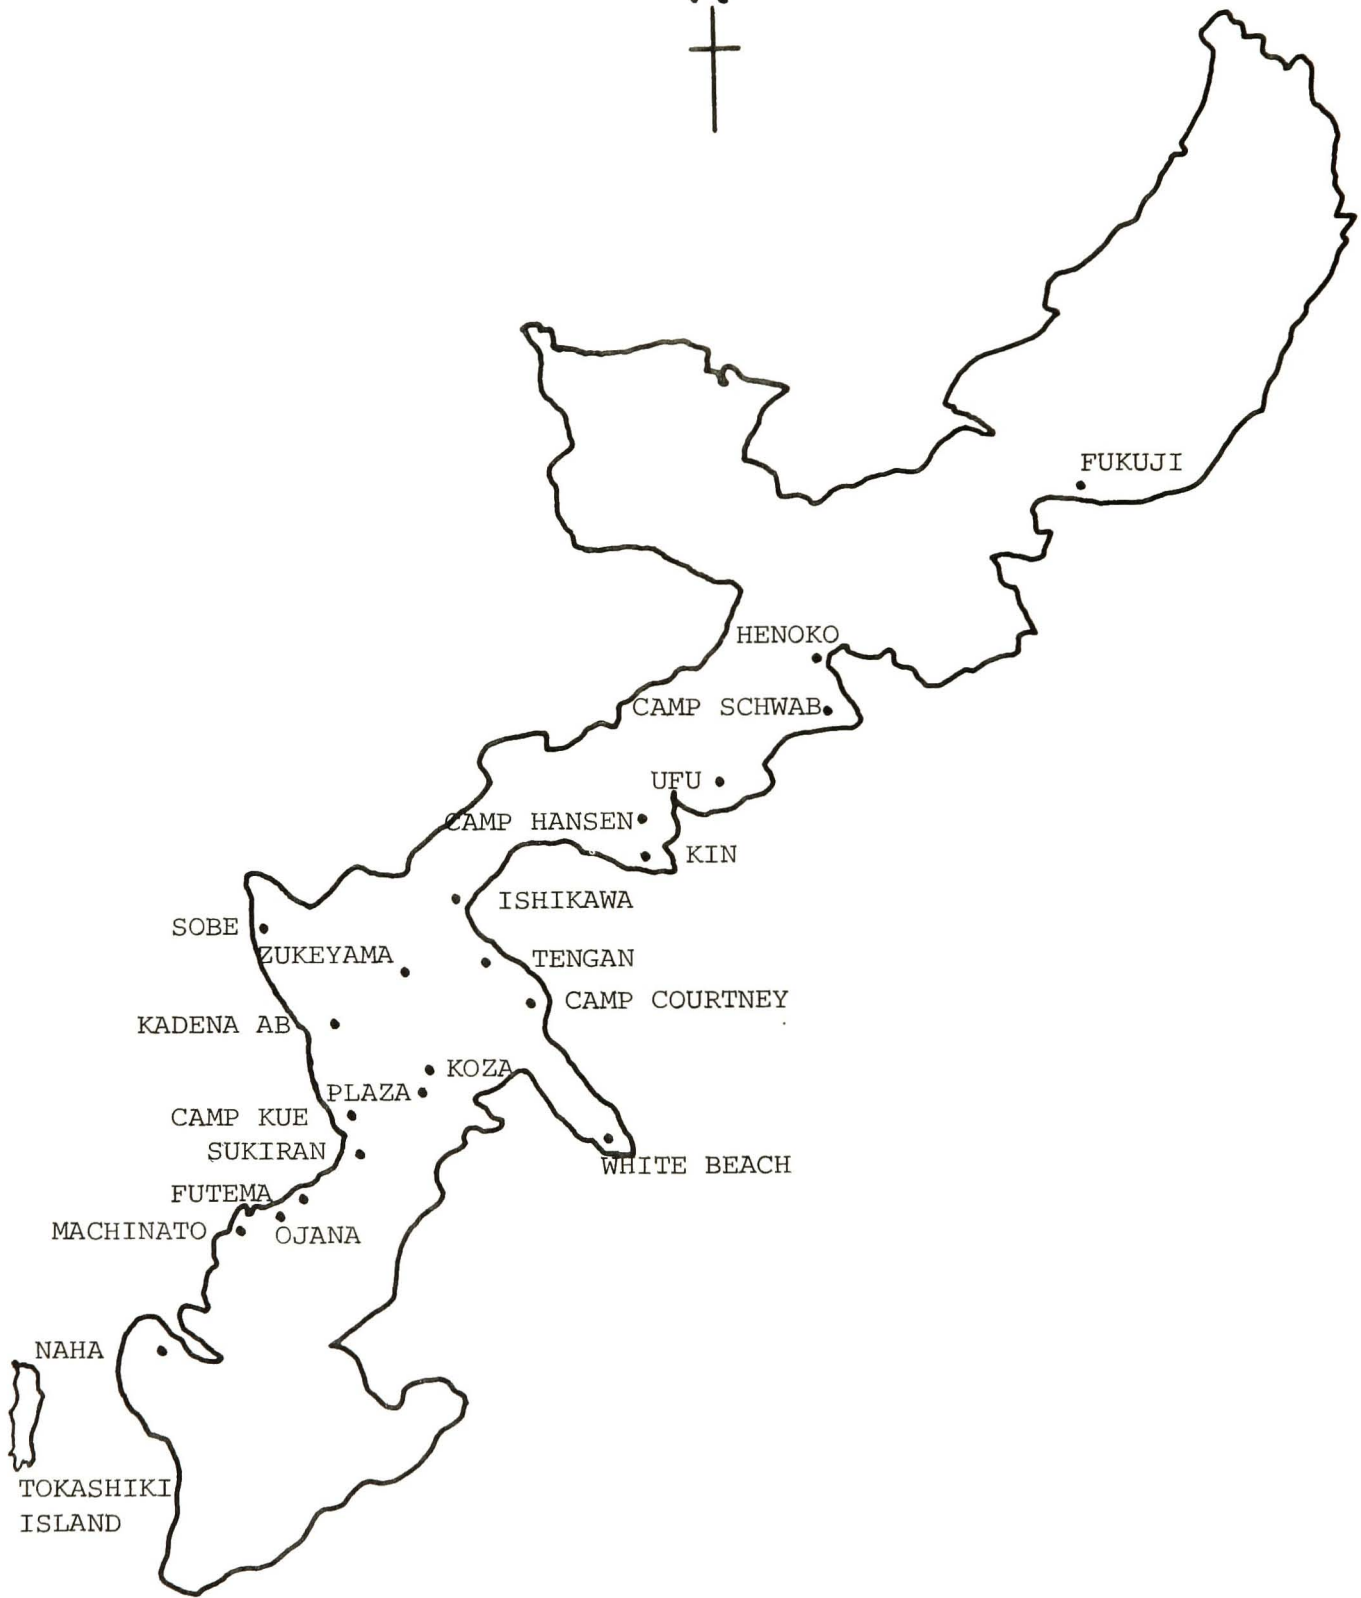 FUKUJI
HENOKO
CAMP SCHWAB
UFU
CAMP HANSEN
KIN
ISHIKAWA
SOBE
ZUKEYAMA
TENGAN
CAMP COURTNEY
KADENA AB
KOZA
PLAZA
CAMP KUE
SUKIRAN
WHITE BEACH
FUTEMA
MACHINATO
OJANA
NAHA
TOKASHIKI
ISLAND